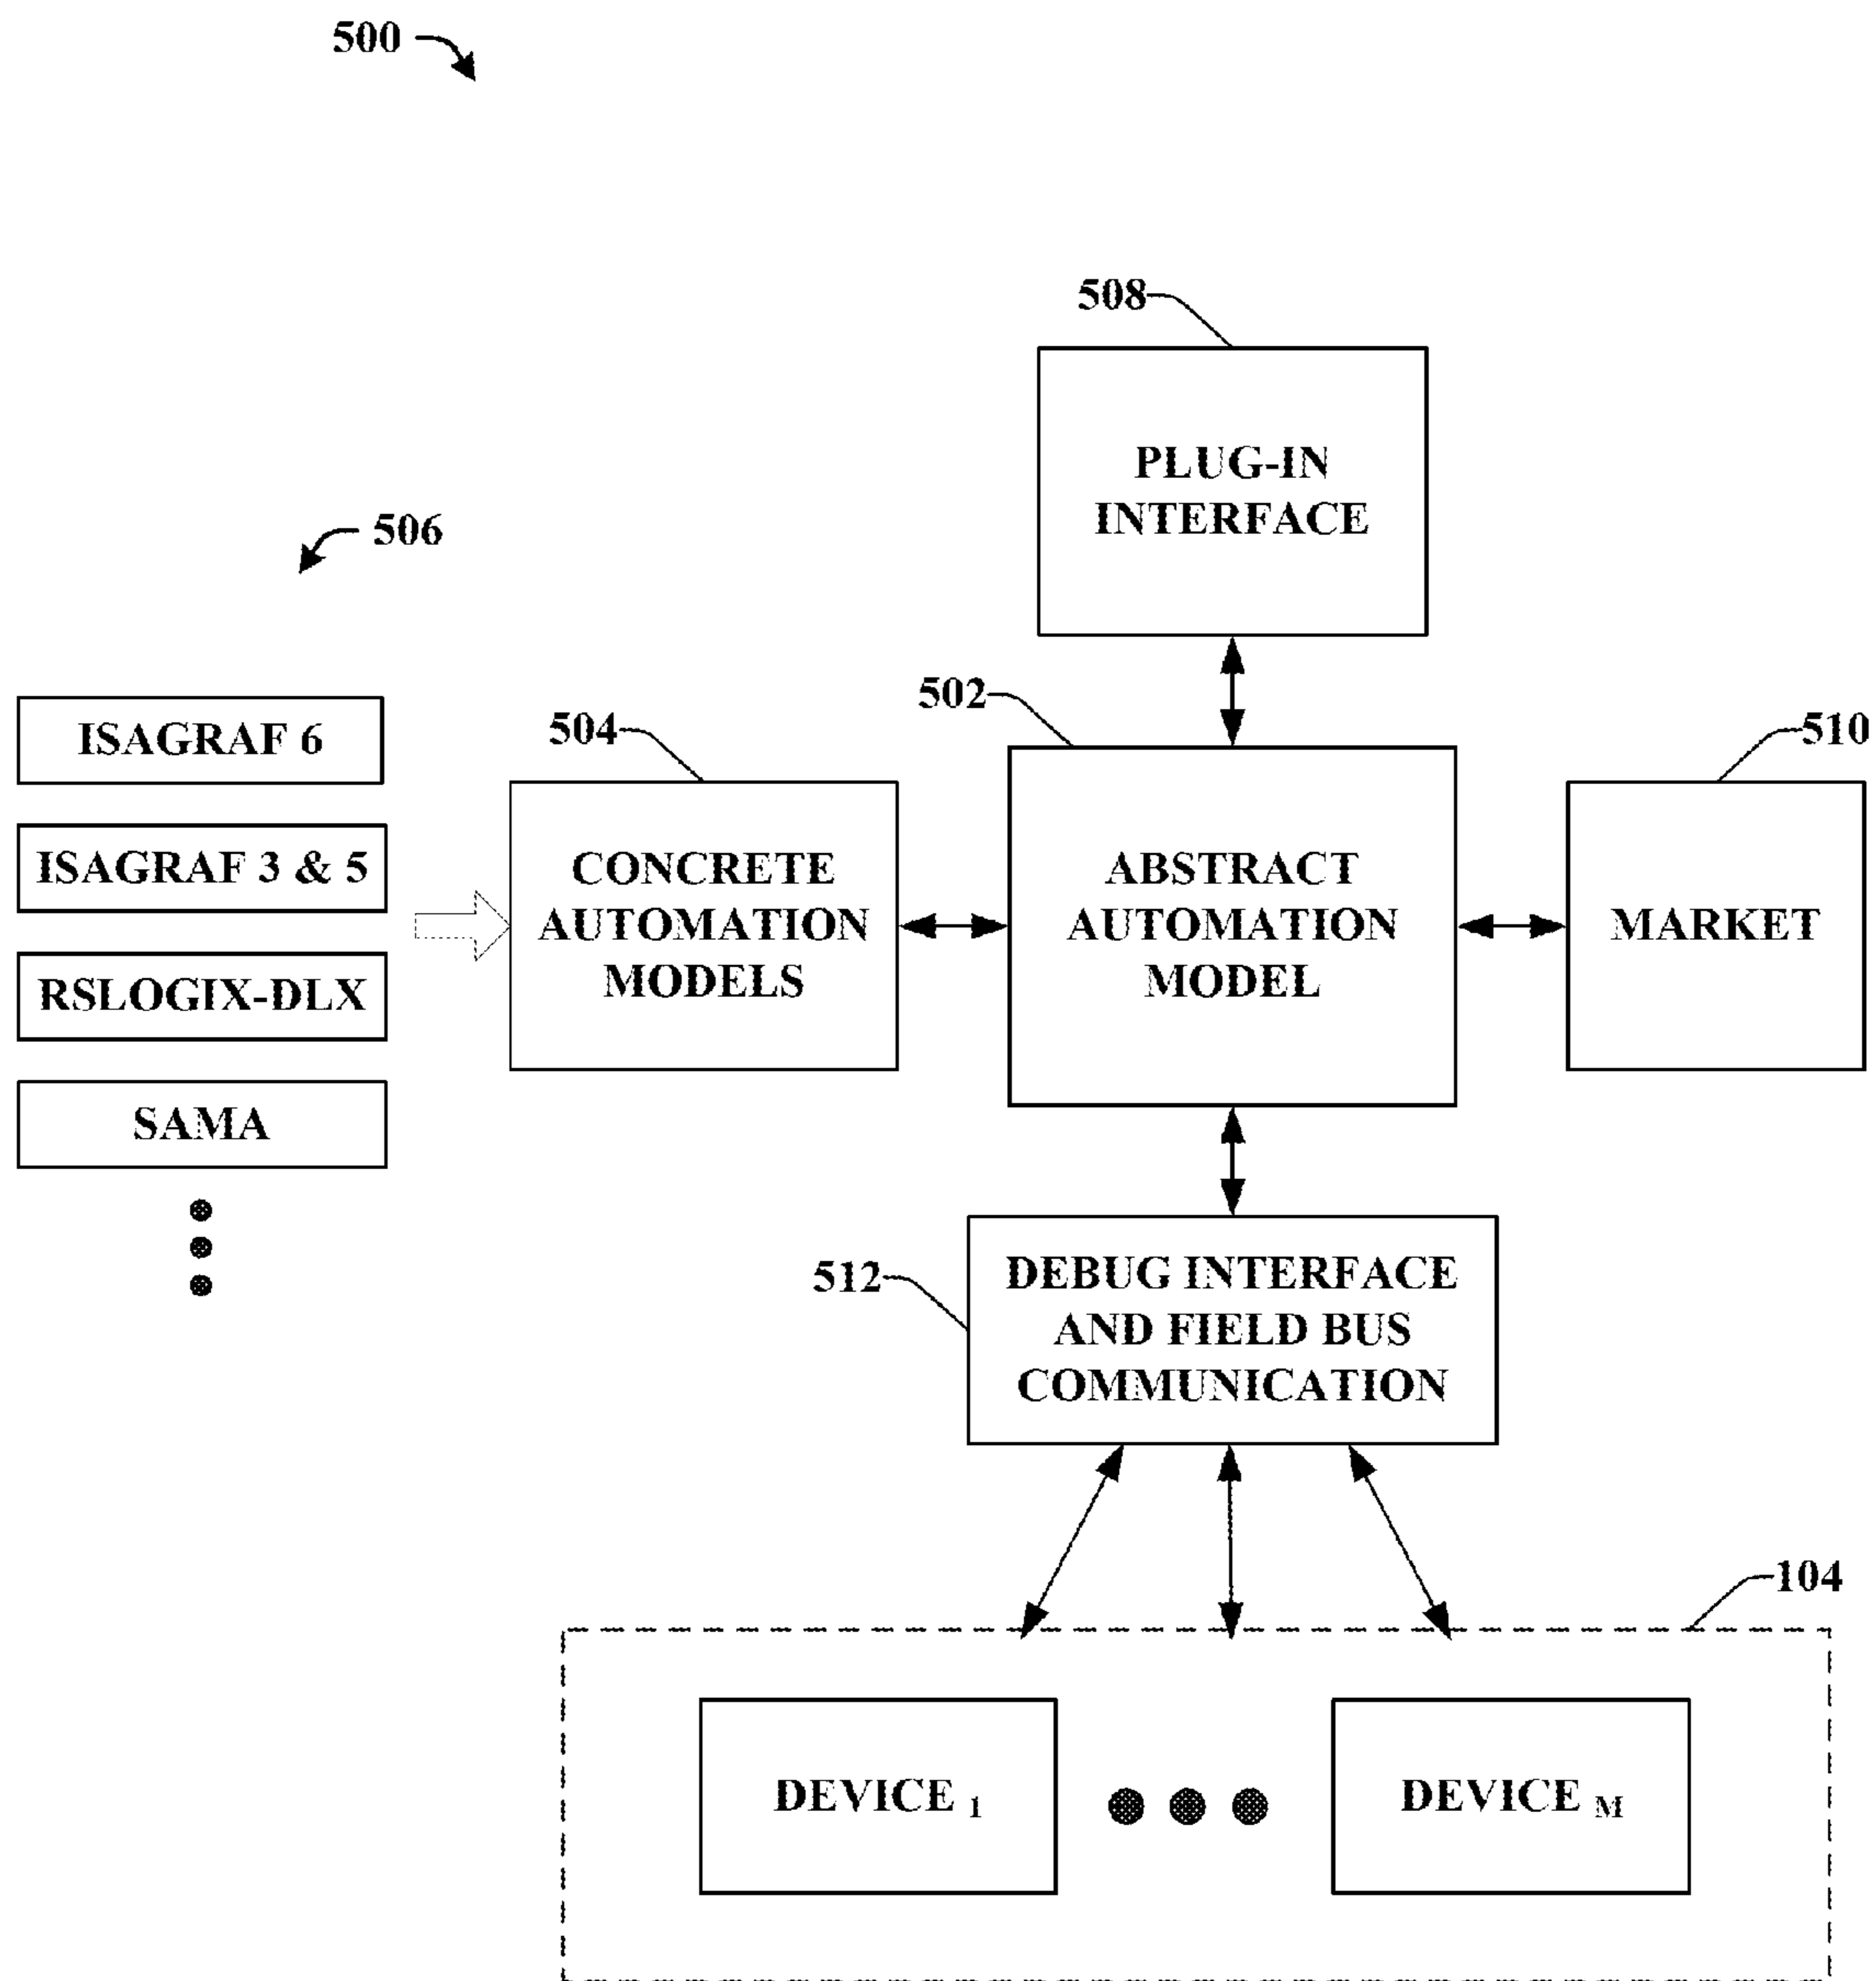 500
508
PLUG-IN
INTERFACE
506
502
504
510
ISAGRAF 6
ISAGRAF 3 & 5
RSLOGIX-DLX
SAMA
CONCRETE
AUTOMATION
MODELS
ABSTRACT
AUTOMATION
MODEL
MARKET
512
DEBUG INTERFACE
AND FIELD BUS
COMMUNICATION
104
DEVICE 1
DEVICE M